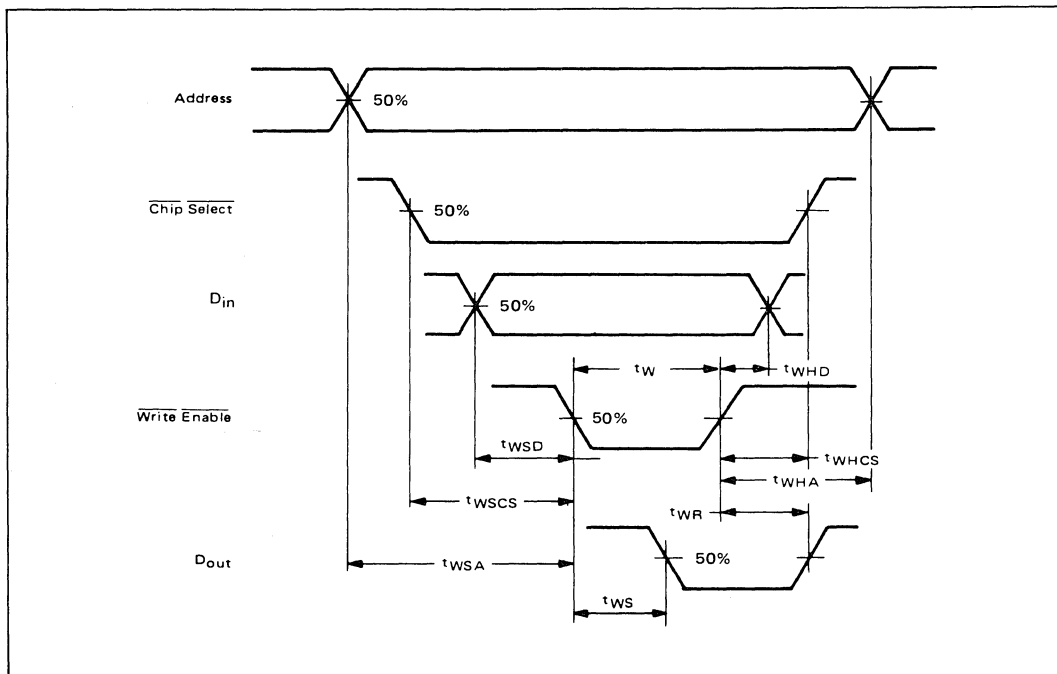 Address
50%
Chip Select
50%
Din
50%
tW
tWHD
Write Enable
50%
tWSD
tWHCS
tWHA
tWSCS
tWR
Dout
50%
tWSA
tWS